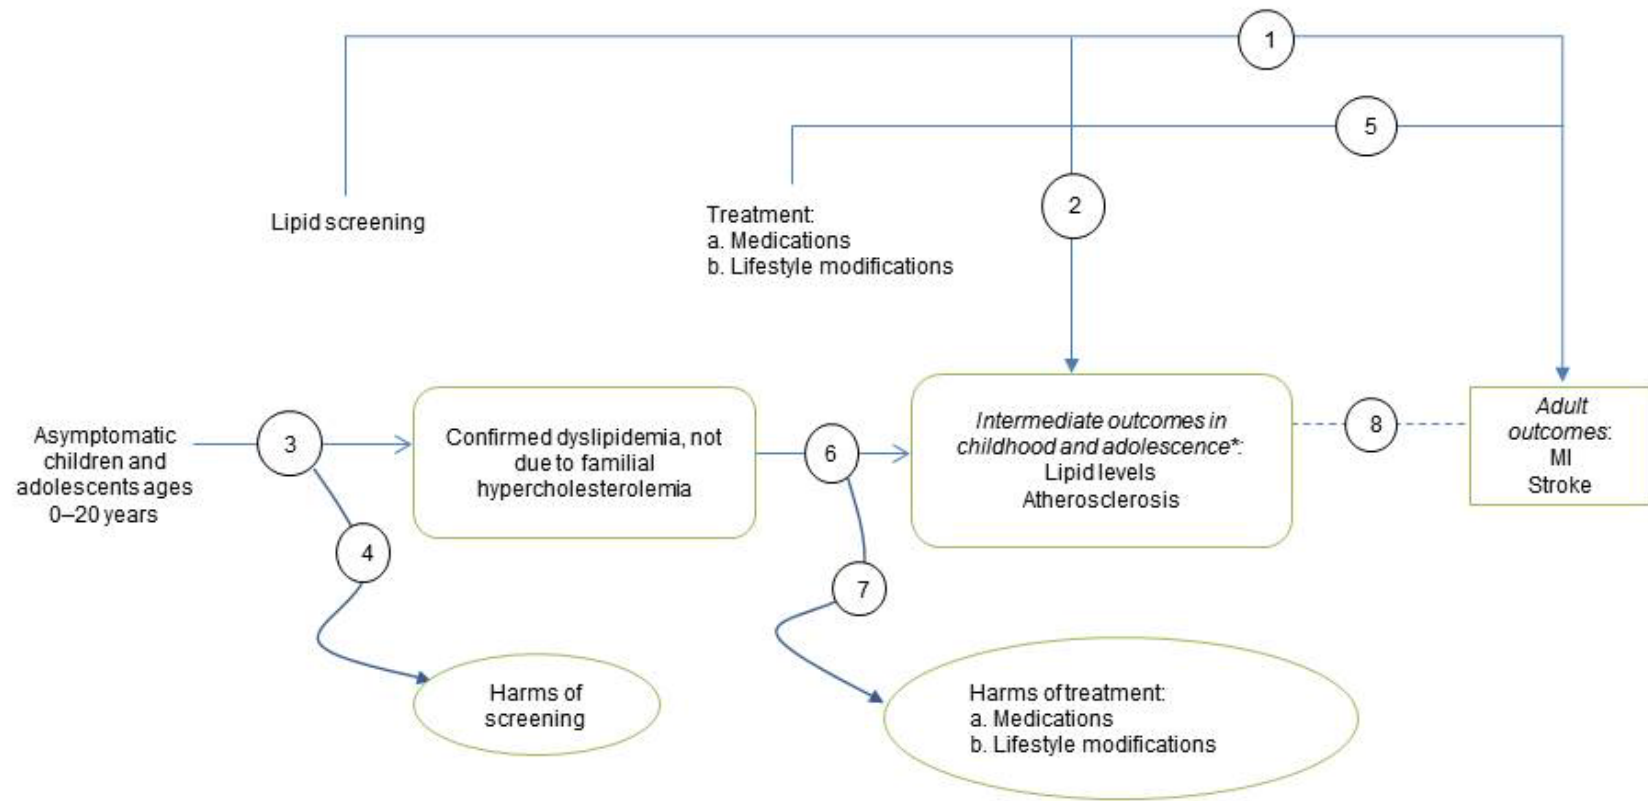 1
5
2
Lipid screening
Treatment:
a. Medications
b. Lifestyle modifications
Asymptomatic
children and
adolescents ages
0–20 years
3
Confirmed dyslipidemia, not
due to familial
hypercholesterolemia
6
Intermediate outcomes in
childhood and adolescence*:
Lipid levels
Atherosclerosis
8
Adult
outcomes:
MI
Stroke
4
7
Harms of
screening
Harms of treatment:
a. Medications
b. Lifestyle modifications